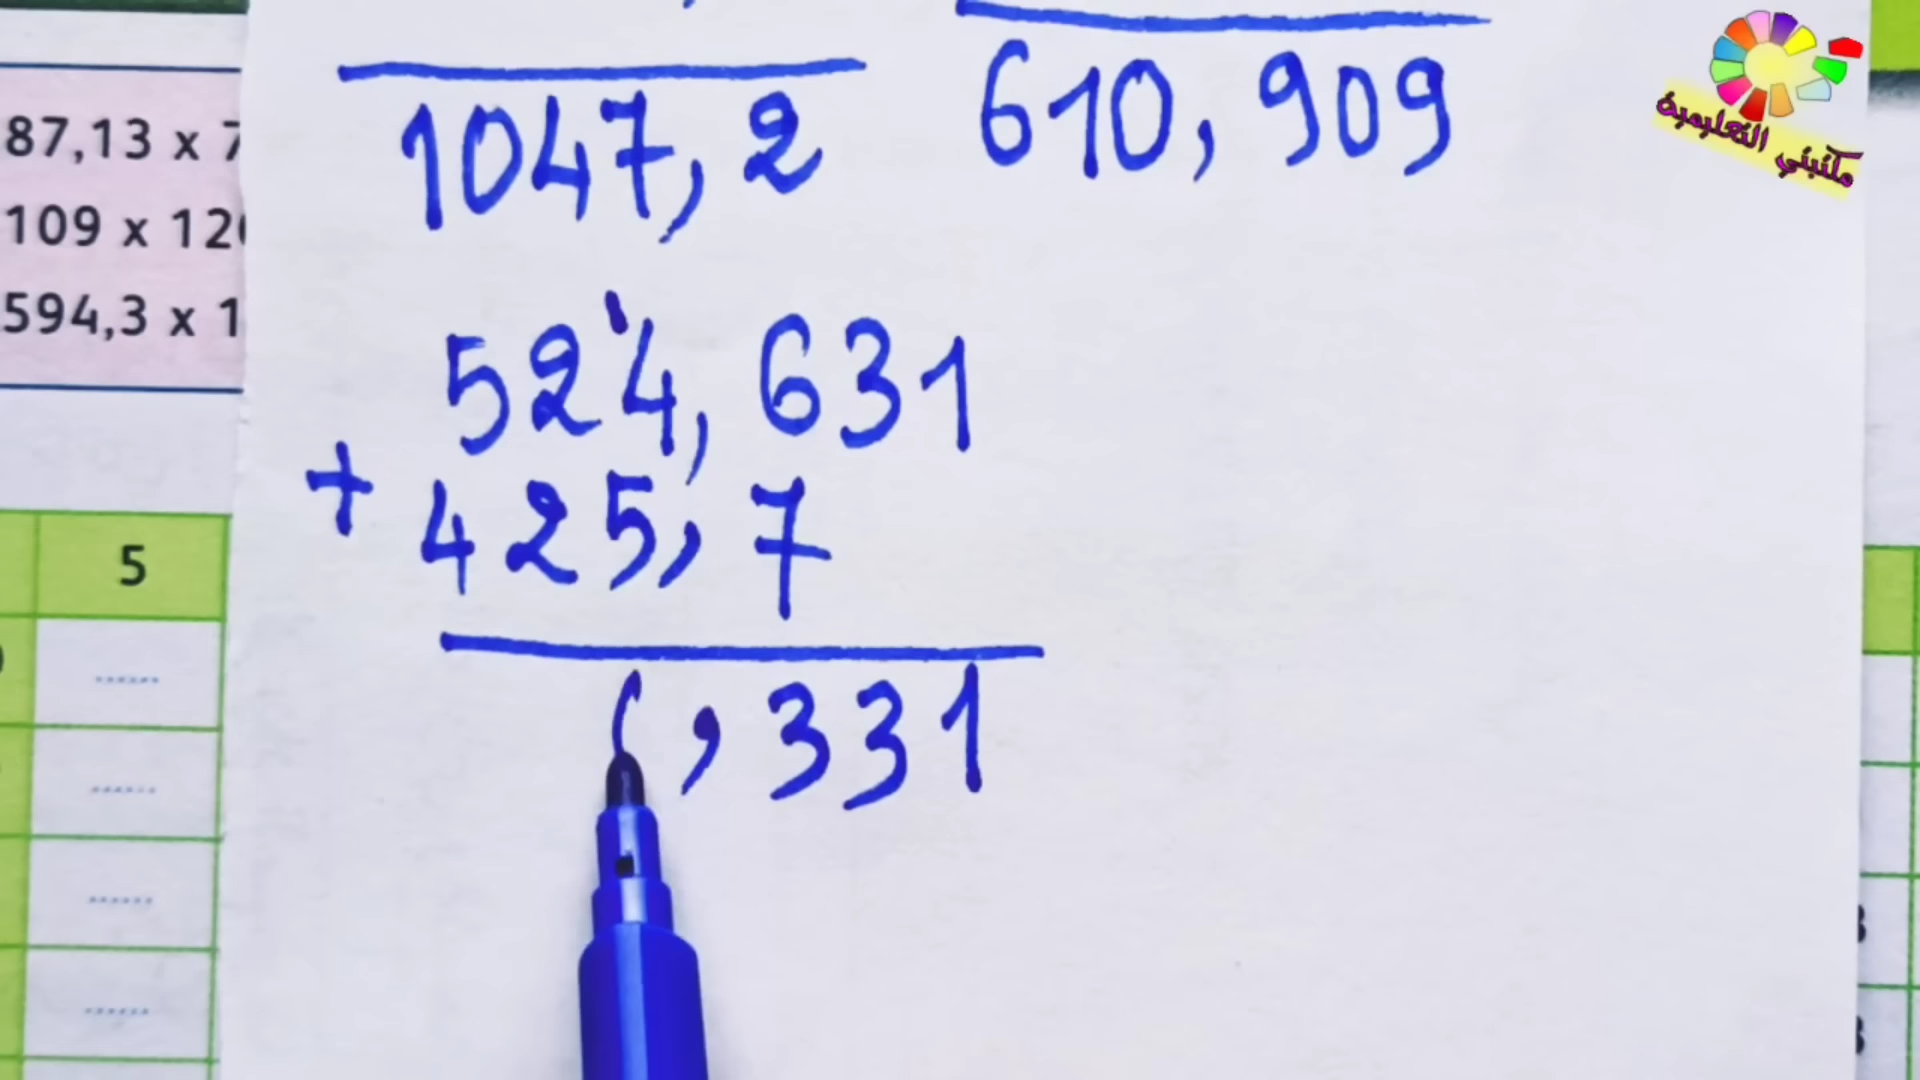 87,13 x 7
109 x 12
594,3 x 1
1047,2
610,909
524,631
+ 425,7
,331
5
مكتبتي التعليمية